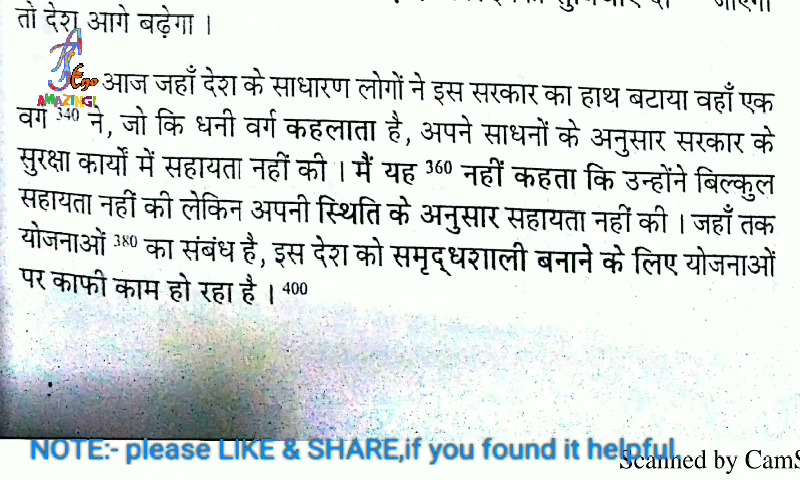 तो देश आगे बढ़ेगा ।
Ego
AMAZING!
आज जहाँ देश के साधारण लोगों ने इस सरकार का हाथ बटाया वहाँ एक
वर्ग 340 ने, जो कि धनी वर्ग कहलाता है, अपने साधनों के अनुसार सरकार के
सुरक्षा कार्यों में सहायता नहीं की । मैं यह 360 नहीं कहता कि उन्होंने बिल्कुल
सहायता नहीं की लेकिन अपनी स्थिति के अनुसार सहायता नहीं की । जहाँ तक
योजनाओं 380 का संबंध है, इस देश को समृद्धशाली बनाने के लिए योजनाओं
पर काफी काम हो रहा है । 400
NOTE:- please LIKE & SHARE,if you found it helpful.
Scanned by CamS